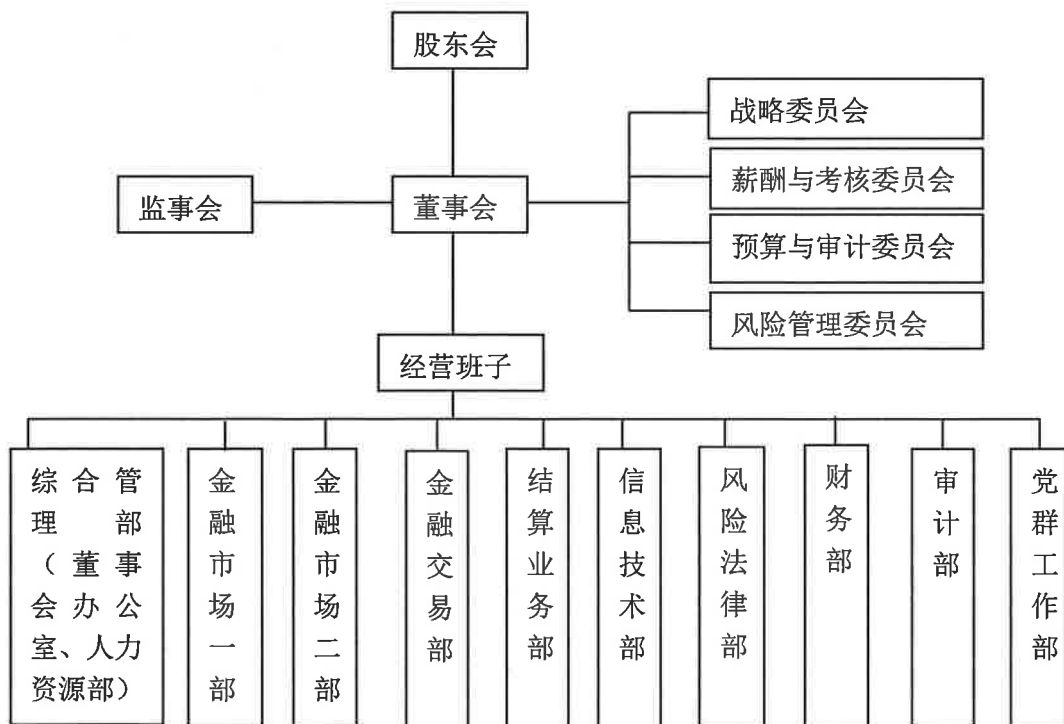 股东会
战略委员会
薪酬与考核委员会
监事会
董事会
预算与审计委员会
风险管理委员会
经营班子
综合管
理部
（董事
会办公
室、人力
资源部）
金融市场一部
金融市场二部
金融交易部
结算业务部
信息技术部
风险法律部
财务部
审计部
党群工作部